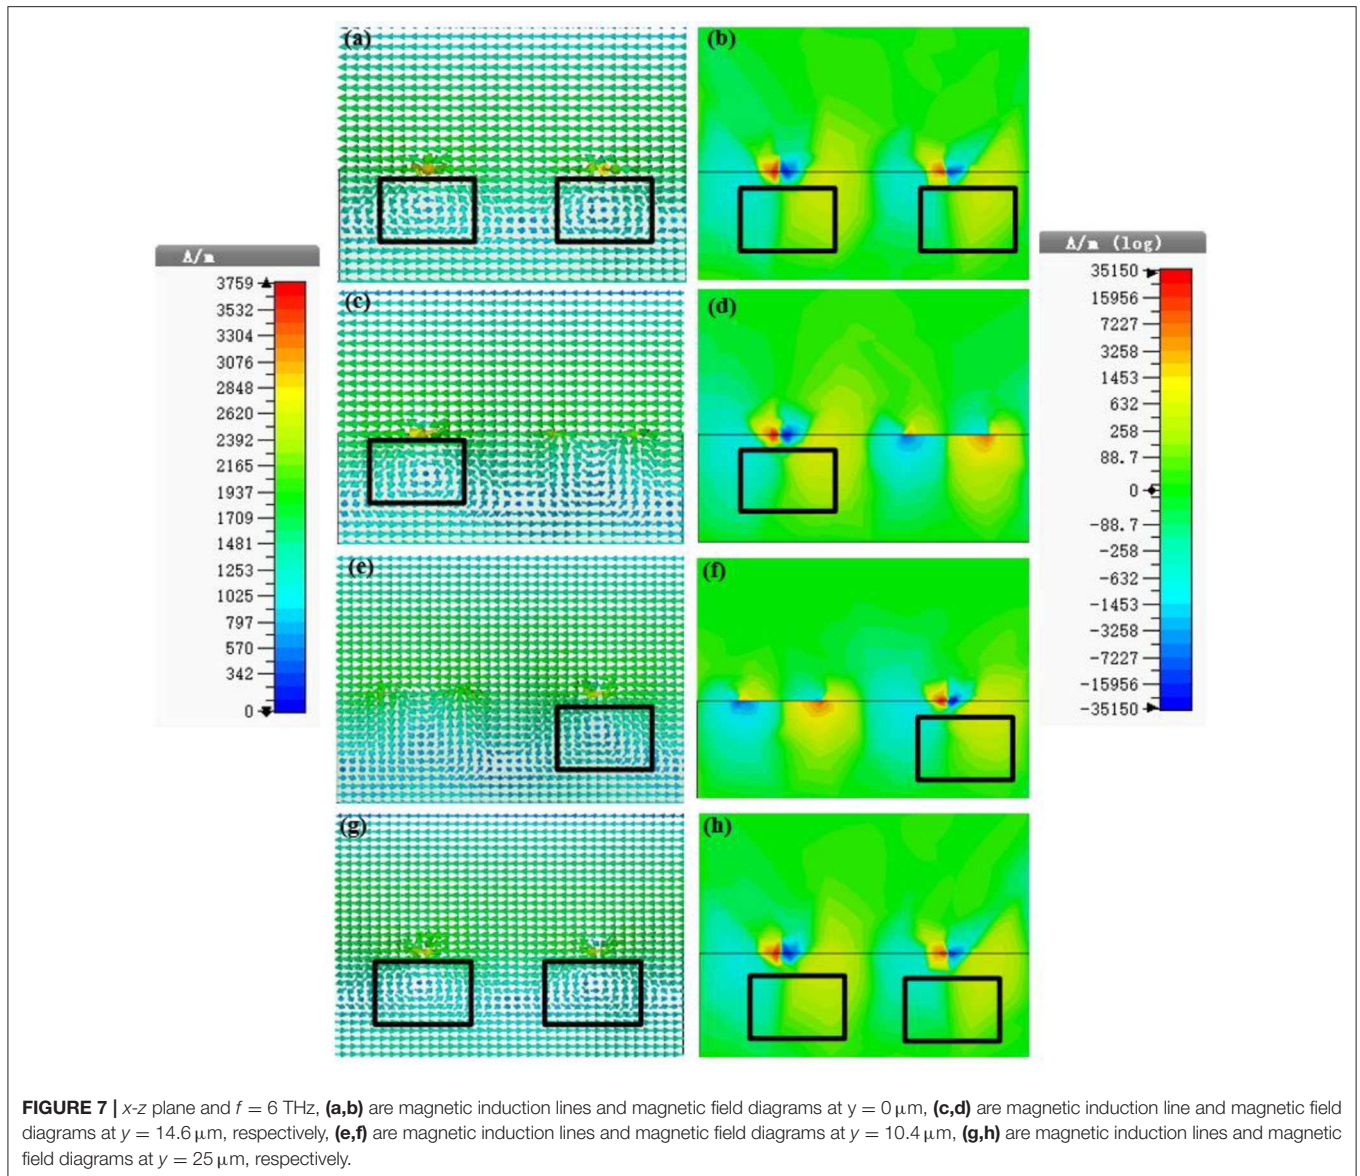 (a)
(b)
(c)
(d)
(e)
(f)
(g)
(h)
A/m
3759
3532
3304
3076
2848
2620
2392
2165
1937
1709
1481
1253
1025
797
570
342
0
A/m (log)
35150
15956
7227
3258
1453
632
258
88.7
0
-88.7
-258
-632
-1453
-3258
-7227
-15956
-35150
FIGURE 7 | x-z plane and f = 6 THz, (a,b) are magnetic induction lines and magnetic field diagrams at y = 0 μm, (c,d) are magnetic induction line and magnetic field
diagrams at y = 14.6 μm, respectively, (e,f) are magnetic induction lines and magnetic field diagrams at y = 10.4 μm, (g,h) are magnetic induction lines and magnetic
field diagrams at y = 25 μm, respectively.